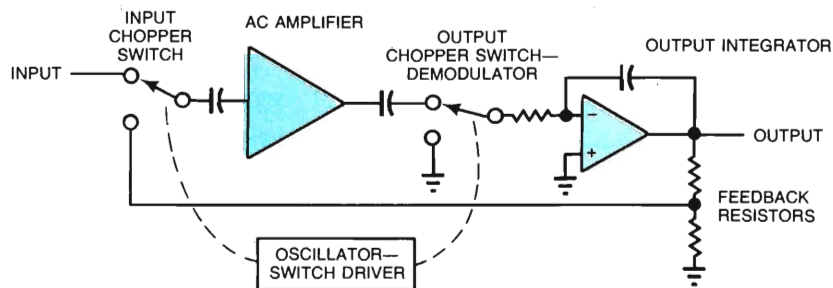 INPUT
CHOPPER
SWITCH
AC AMPLIFIER
OUTPUT
CHOPPER SWITCH—
DEMODULATOR
OUTPUT INTEGRATOR
INPUT
−
+
OUTPUT
FEEDBACK
RESISTORS
OSCILLATOR—
SWITCH DRIVER